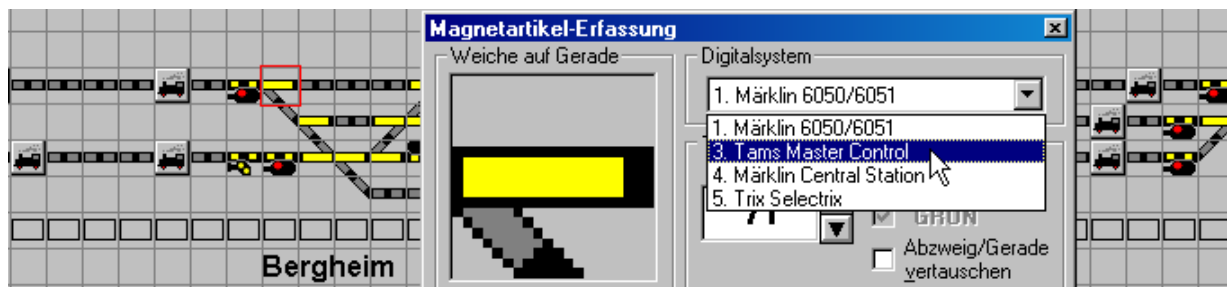 Magnetartikel-Erfassung
Weiche auf Gerade
Digitalsystem
1. Märklin 6050/6051
1. Märklin 6050/6051
3. Tams Master Control
4. Märklin Central Station
5. Trix Selectrix
GRÜN
Abzweig/Gerade
vertauschen
Bergheim